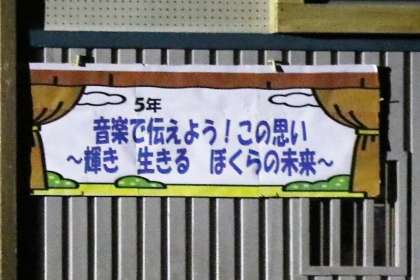 5年
音楽で伝えよう！この思い
～輝き　生きる　ぼくらの未来～